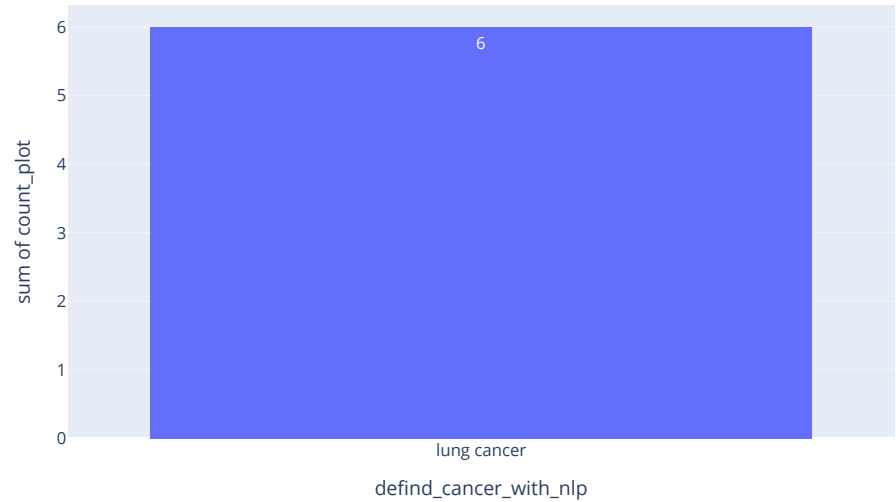 6
5
4
3
2
1
0
sum of count_plot
6
lung cancer
defind_cancer_with_nlp